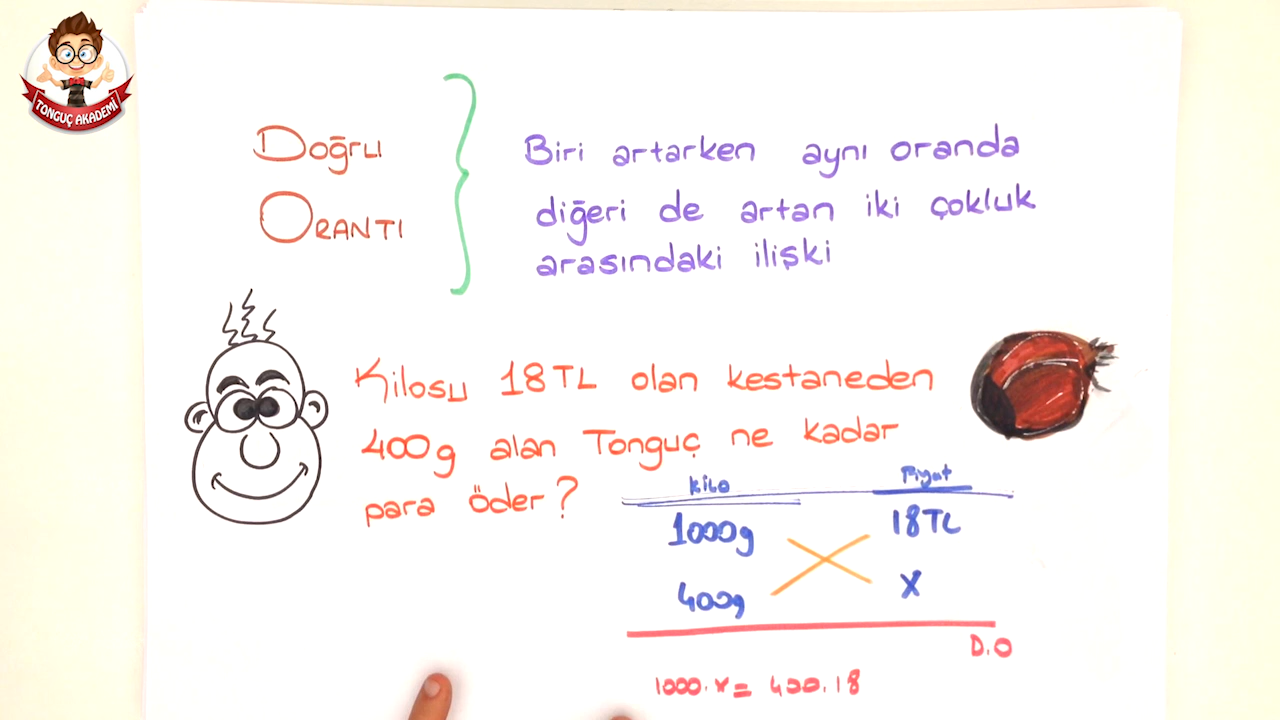 TONGUÇ AKADEMİ
Doğru
ORANTI
Biri artarken aynı oranda
diğeri de artan iki çokluk
arasındaki ilişki
Kilosu 18TL olan kestaneden
400g alan Tonguç ne kadar
para öder?
Kilo Fiyat
1000g 18TL
400g X
D.O
1000.x = 400.18